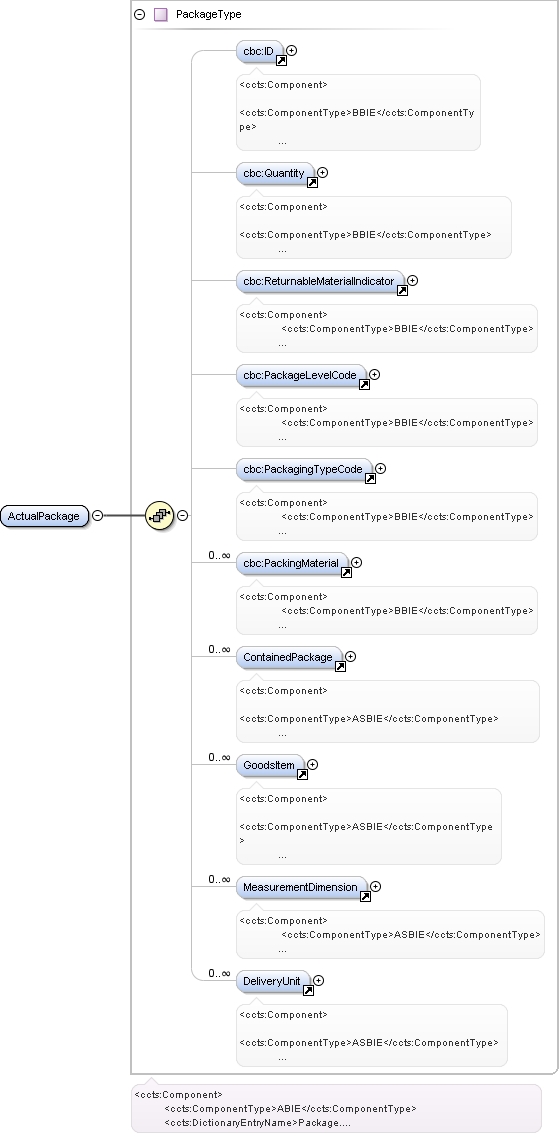 PackageType
cbc:ID
<ccts:Component>
<ccts:ComponentType>BBIE</ccts:ComponentTy
pe>
...
cbc:Quantity
<ccts:Component>
<ccts:ComponentType>BBIE</ccts:ComponentType>
...
cbc:ReturnableMaterialIndicator
<ccts:Component>
<ccts:ComponentType>BBIE</ccts:ComponentType>
...
cbc:PackageLevelCode
<ccts:Component>
<ccts:ComponentType>BBIE</ccts:ComponentType>
...
cbc:PackagingTypeCode
<ccts:Component>
<ccts:ComponentType>BBIE</ccts:ComponentType>
...
ActualPackage
0..∞
cbc:PackingMaterial
<ccts:Component>
<ccts:ComponentType>BBIE</ccts:ComponentType>
...
0..∞
ContainedPackage
<ccts:Component>
<ccts:ComponentType>ASBIE</ccts:ComponentType>
...
0..∞
GoodsItem
<ccts:Component>
<ccts:ComponentType>ASBIE</ccts:ComponentType
>
...
0..∞
MeasurementDimension
<ccts:Component>
<ccts:ComponentType>ASBIE</ccts:ComponentType>
...
0..∞
DeliveryUnit
<ccts:Component>
<ccts:ComponentType>ASBIE</ccts:ComponentType>
...
<ccts:Component>
<ccts:ComponentType>ABIE</ccts:ComponentType>
<ccts:DictionaryEntryName>Package....